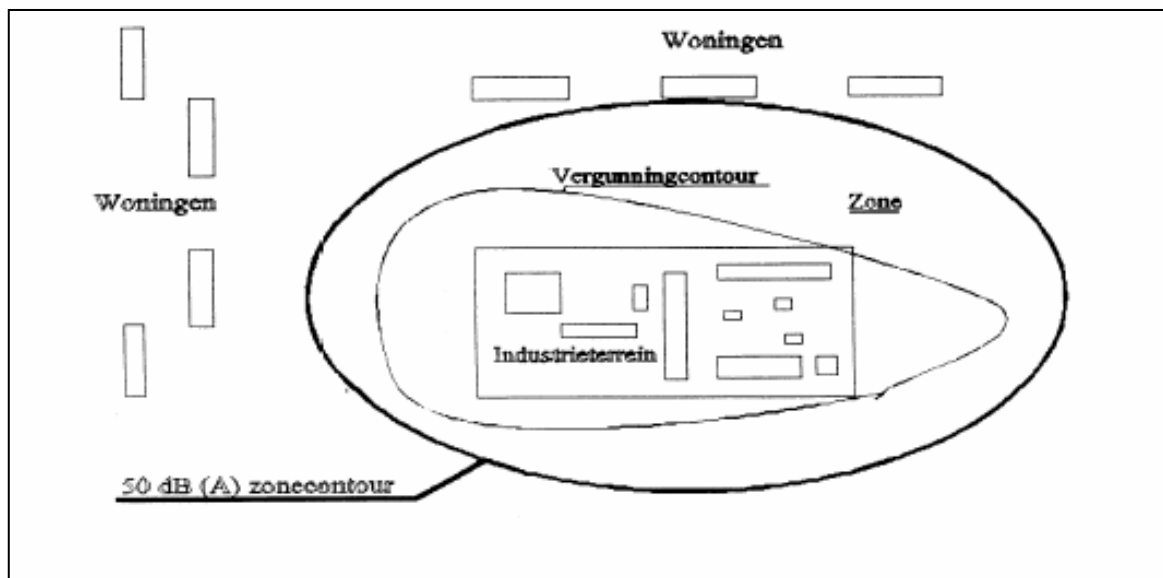 Woningen
Vergunningcontour
Zone
Woningen
Industrieterrein
50 dB (A) zonecontour